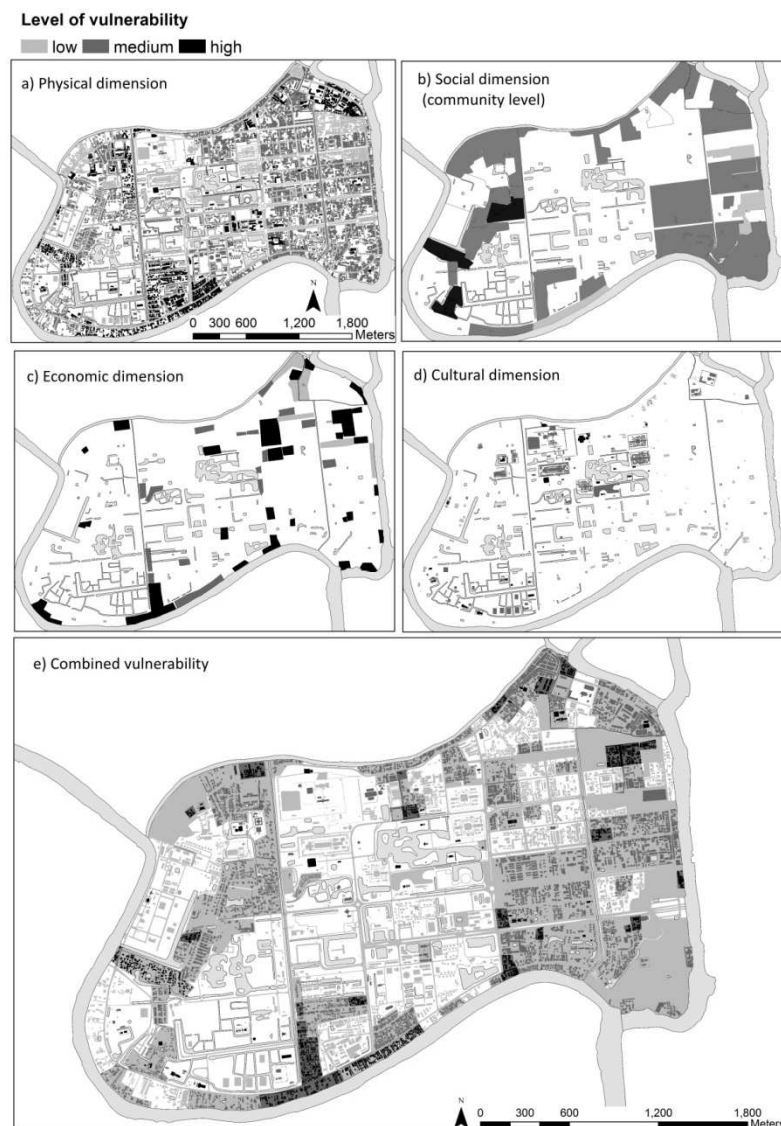 Level of vulnerability
low medium high
a) Physical dimension
b) Social dimension
(community level)
N
0 300 600 1,200 1,800
Meters
c) Economic dimension
d) Cultural dimension
e) Combined vulnerability
N
0 300 600 1,200 1,800
Meters